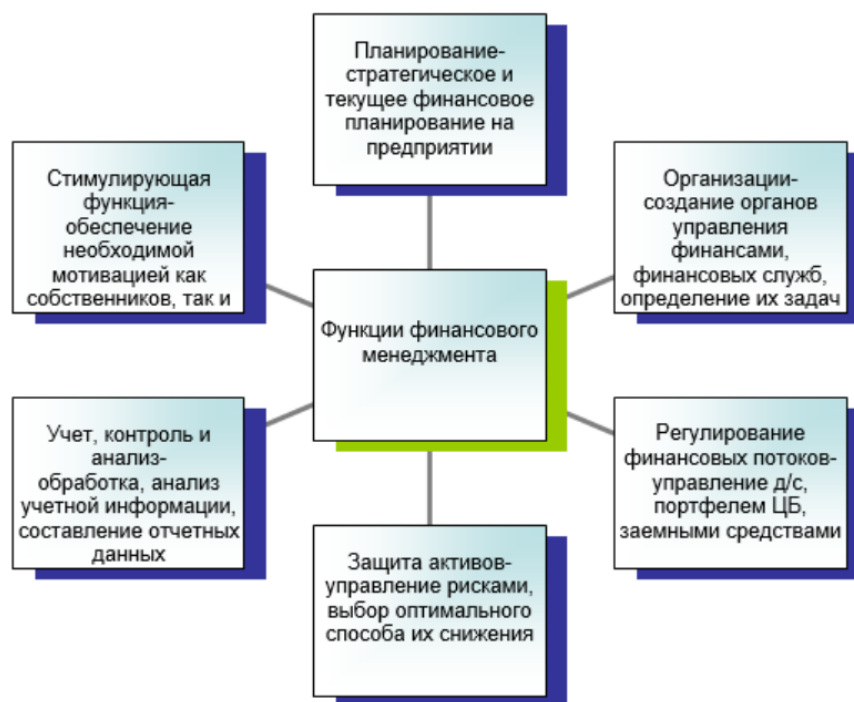 Планирование-
стратегическое и
текущее финансовое
планирование на
предприятии
Стимулирующая
функция-
обеспечение
необходимой
мотивацией как
собственников, так и
Организации-
создание органов
управления
финансами,
финансовых служб,
определение их задач
Функции финансового
менеджмента
Учет, контроль и
анализ-
обработка, анализ
учетной информации,
составление отчетных
данных
Регулирование
финансовых потоков-
управление д/с,
портфелем ЦБ,
заемными средствами
Защита активов-
управление рисками,
выбор оптимального
способа их снижения